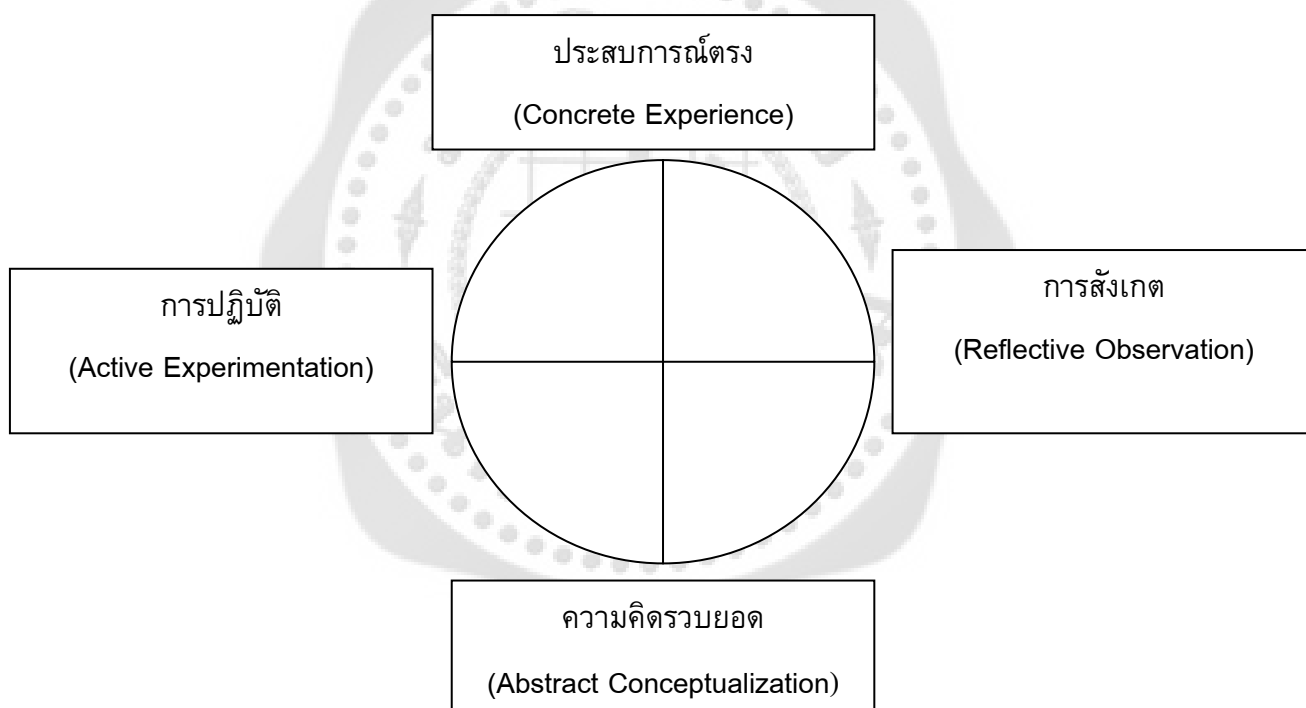 ประสบการณ์ตรง
(Concrete Experience)
การปฏิบัติ
(Active Experimentation)
การสังเกต
(Reflective Observation)
ความคิดรวบยอด
(Abstract Conceptualization)